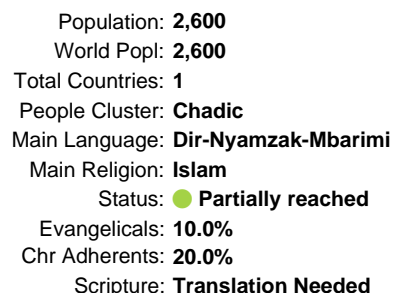 Population: 2,600
World Popl: 2,600
Total Countries: 1
People Cluster: Chadic
Main Language: Dir-Nyamzak-Mbarimi
Main Religion: Islam
Status: Partially reached
Evangelicals: 10.0%
Chr Adherents: 20.0%
Scripture: Translation Needed